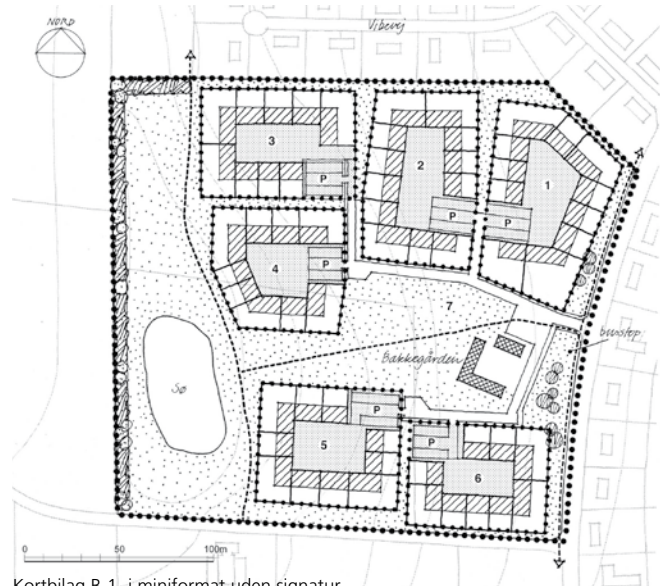 NORD
Vibevej
3
2
1
P
P
P
4
P
7
busstop
Bakkegården
Sø
P
5
P
6
0 50 100m
Kortbilag B 1, i miniformat uden signatur